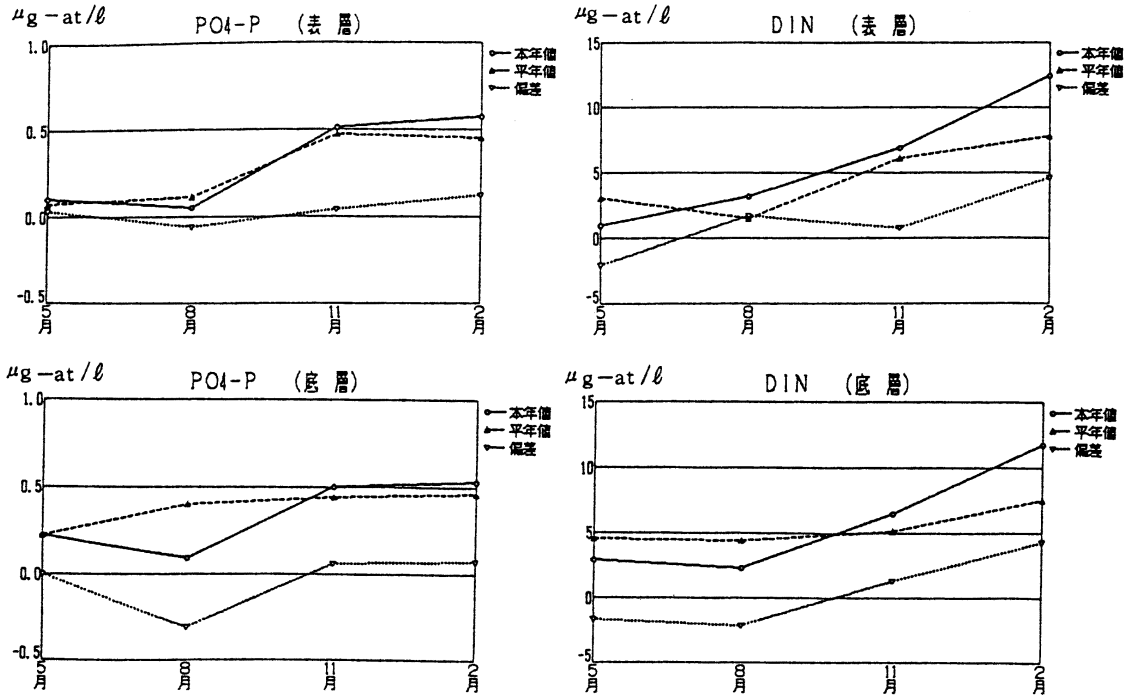 μg-at/ℓ
PO4-P (表層)
1.0
0.5
0.0
-0.5
5月
8月
11月
2月
本年値
平年値
偏差
μg-at/ℓ
DIN (表層)
15
10
5
0
-5
5月
8月
11月
2月
本年値
平年値
偏差
μg-at/ℓ
PO4-P (底層)
1.0
0.5
0.0
-0.5
5月
8月
11月
2月
本年値
平年値
偏差
μg-at/ℓ
DIN (底層)
15
10
5
0
-5
5月
8月
11月
2月
本年値
平年値
偏差